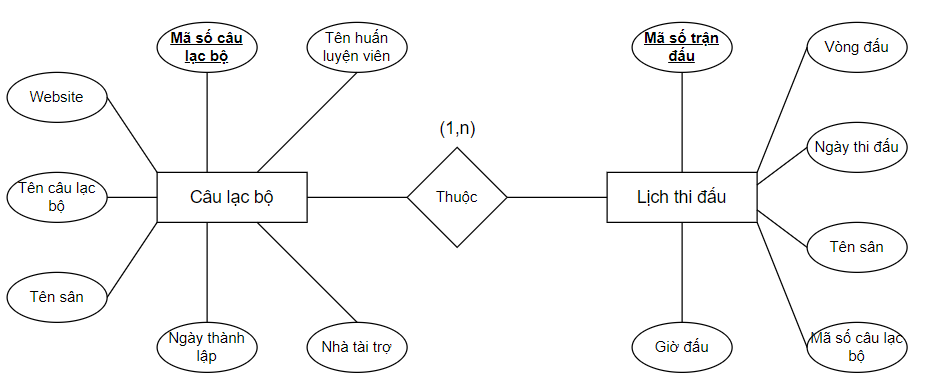 Mã số câu
lạc bộ
Tên huấn
luyện viên
Mã số trận
đấu
Vòng đấu
Website
(1,n)
Ngày thi đấu
Tên câu lạc
bộ
Câu lạc bộ
Thuộc
Lịch thi đấu
Tên sân
Tên sân
Ngày thành
lập
Nhà tài trợ
Giờ đấu
Mã số câu lạc
bộ